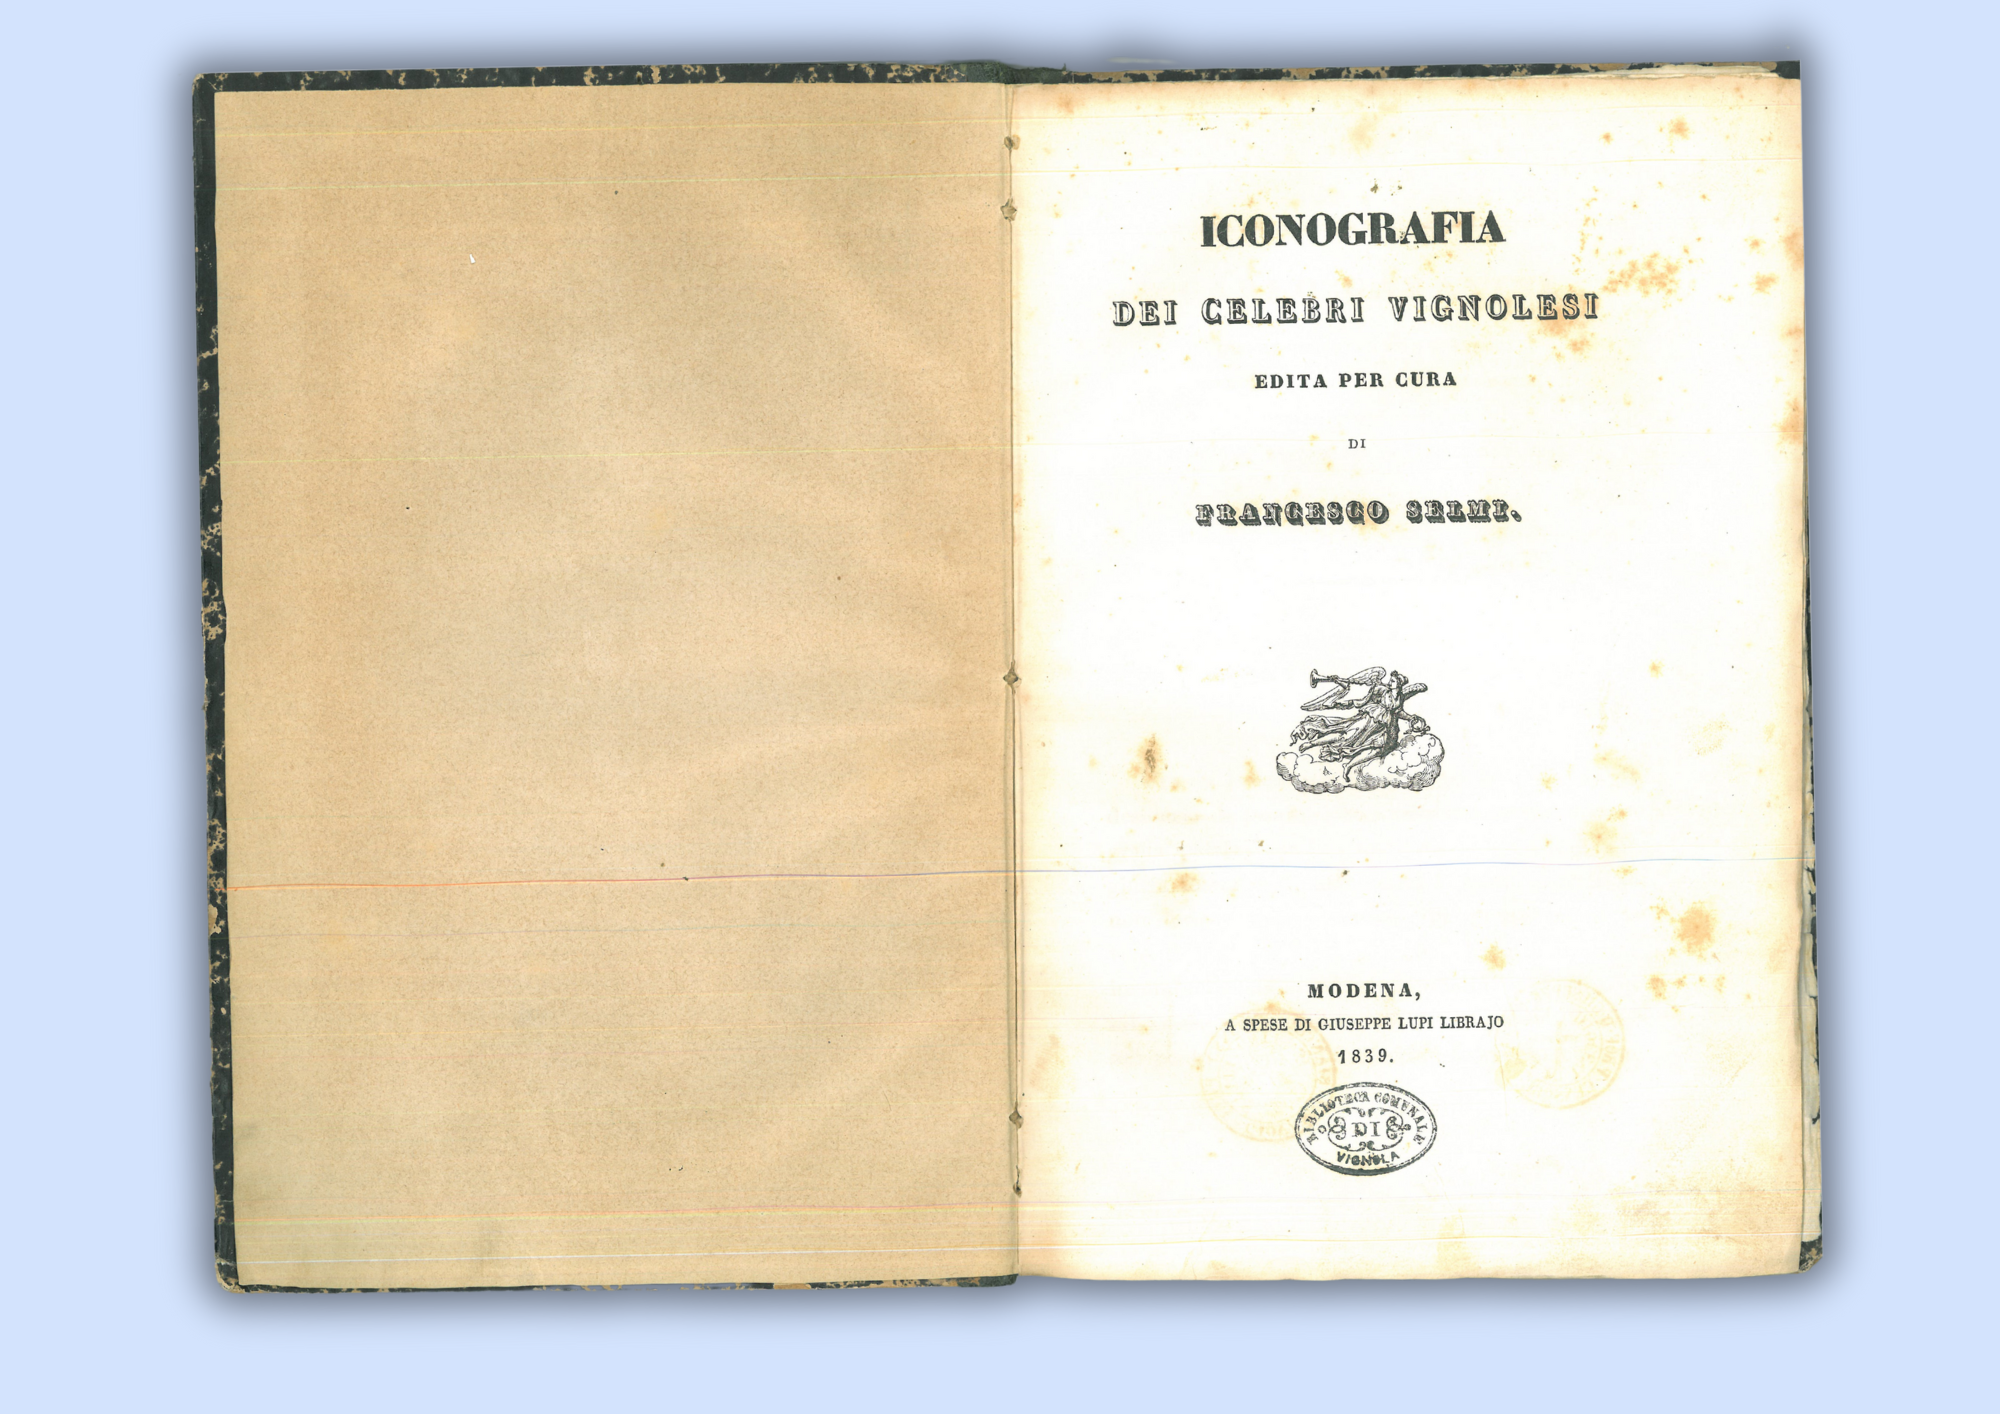 ICONOGRAFIA
DEI CELEBRI VIGNOLESI
EDITA PER CURA
DI
FRANCESCO SELMI.
MODENA,
A SPESE DI GIUSEPPE LUPI LIBRAJO
1839.
BIBLIOTECA COMUNALE
DI
VIGNOLA